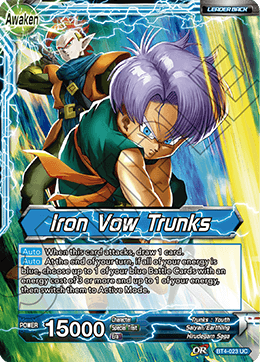 LEADER BACK
Awaken
Iron Vow Trunks
Auto When this card attacks, draw 1 card.
Auto At the end of your turn, if all of your energy is
blue, choose up to 1 of your blue Battle Cards with an
energy cost of 3 or more and up to 1 of your energy,
then switch them to Active Mode.
POWER 15000
Character Trunks : Youth
Special Trait Saiyan/Earthling
Era Hirudegarn Saga
BT4-023 UC